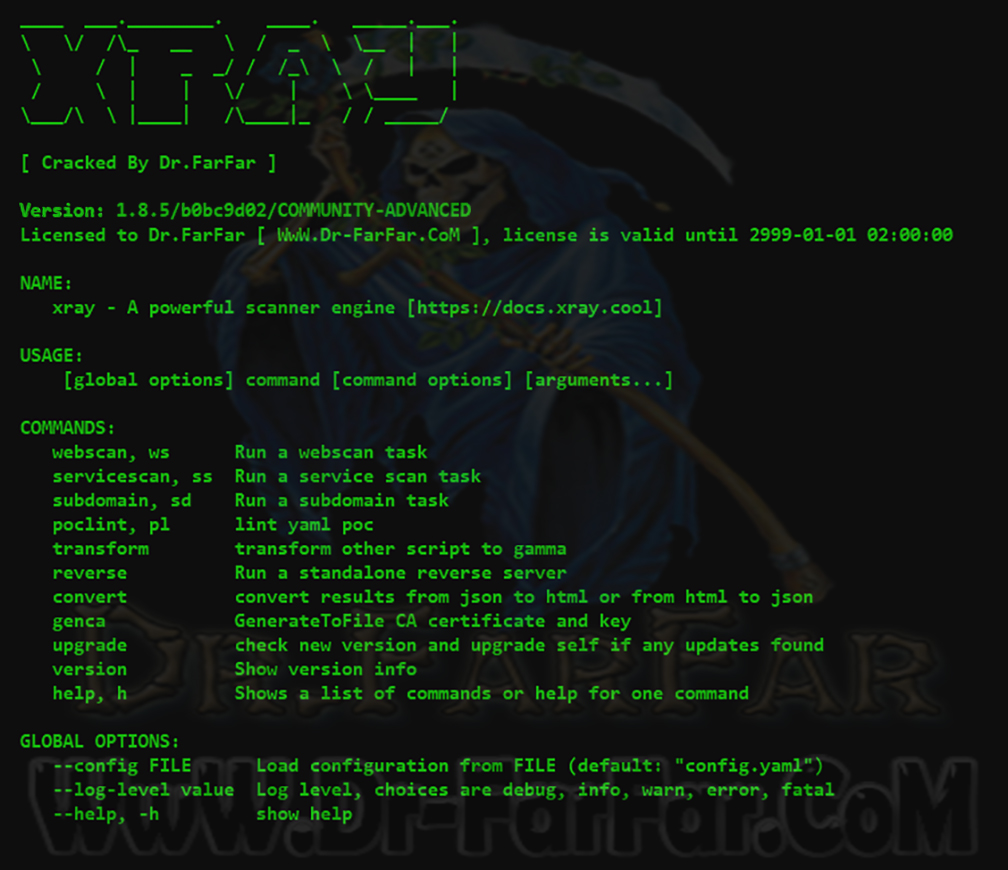 [ Cracked By Dr.FarFar ]
Version: 1.8.5/b0bc9d02/COMMUNITY-ADVANCED
Licensed to Dr.FarFar [ WwW.Dr-FarFar.CoM ], license is valid until 2999-01-01 02:00:00
NAME:
xray - A powerful scanner engine [https://docs.xray.cool]
USAGE:
[global options] command [command options] [arguments...]
COMMANDS:
webscan, ws Run a webscan task
servicescan, ss Run a service scan task
subdomain, sd Run a subdomain task
poclint, pl lint yaml poc
transform transform other script to gamma
reverse Run a standalone reverse server
convert convert results from json to html or from html to json
genca GenerateToFile CA certificate and key
upgrade check new version and upgrade self if any updates found
version Show version info
help, h Shows a list of commands or help for one command
GLOBAL OPTIONS:
--config FILE Load configuration from FILE (default: "config.yaml")
--log-level value Log level, choices are debug, info, warn, error, fatal
--help, -h show help
Dr.FarFar
WwW.Dr-FarFar.CoM